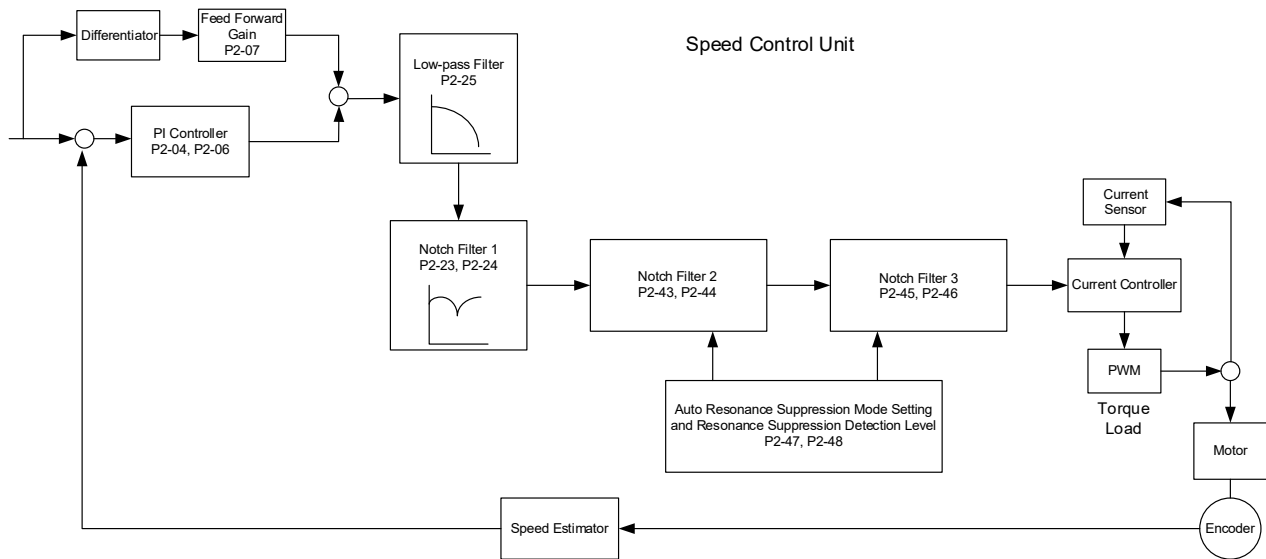 Feed Forward
Gain
P2-07
Differentiator
Speed Control Unit
Low-pass Filter
P2-25
PI Controller
P2-04, P2-06
Current
Sensor
Notch Filter 1
P2-23, P2-24
Notch Filter 2
P2-43, P2-44
Notch Filter 3
P2-45, P2-46
Current Controller
PWM
Torque
Load
Auto Resonance Suppression Mode Setting
and Resonance Suppression Detection Level
P2-47, P2-48
Motor
Speed Estimator
Encoder